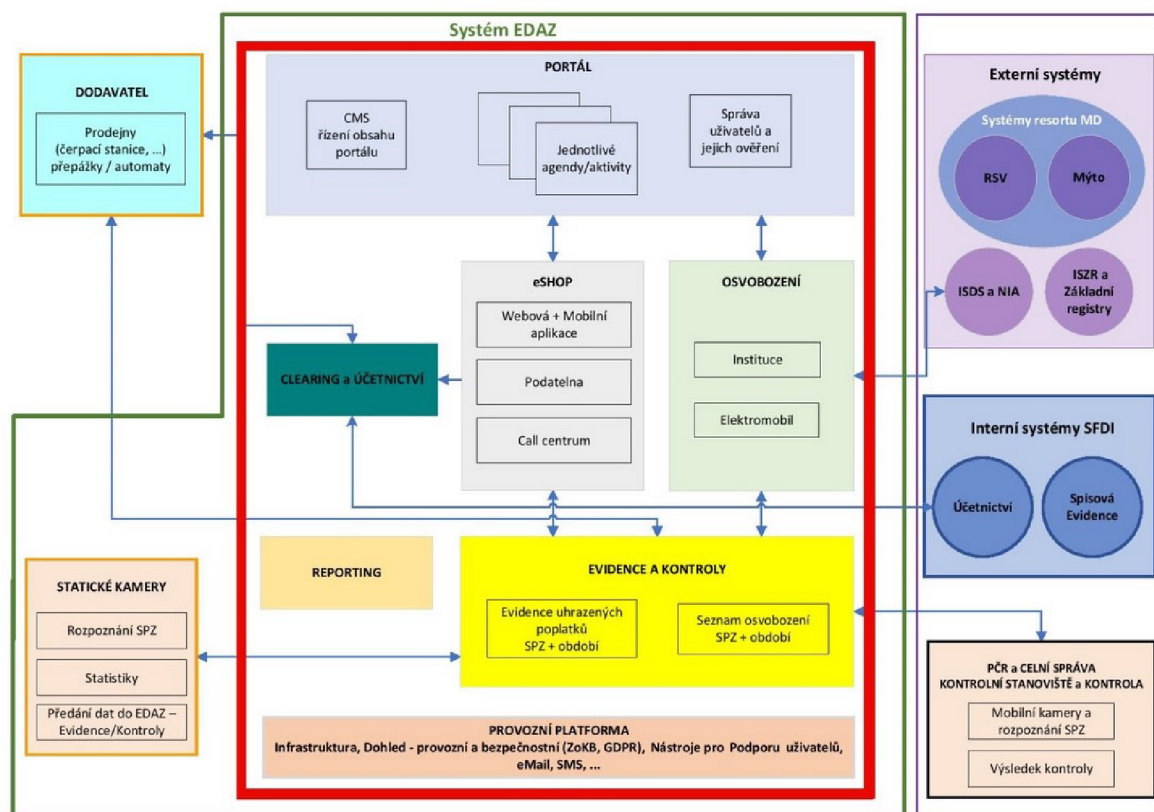 Systém EDAZ
DODAVATEL
Prodejny
(čerpací stanice, ...)
přepážky / automaty
PORTÁL
CMS
řízení obsahu
portálu
Jednotlivé
agendy/aktivity
Správa
uživatelů a
jejich ověření
Externí systémy
Systémy resortu MD
RSV
Mýto
ISDS a NIA
ISZR a
Základní
registry
eSHOP
Webová + Mobilní
aplikace
Podatelna
Call centrum
OSVOBOZENÍ
Instituce
Elektromobil
CLEARING a ÚČETNICTVÍ
Interní systémy SFDI
Účetnictví
Spisová
Evidence
REPORTING
EVIDENCE A KONTROLY
Evidence uhrazených
poplatků
SPZ + období
Seznam osvobození
SPZ + období
STATICKÉ KAMERY
Rozpoznání SPZ
Statistiky
Předání dat do EDAZ –
Evidence/Kontroly
PČR a CELNÍ SPRÁVA
KONTROLNÍ STANOVIŠTĚ a KONTROLA
Mobilní kamery a
rozpoznání SPZ
Výsledek kontroly
PROVOZNÍ PLATFORMA
Infrastruktura, Dohled - provozní a bezpečnostní (ZoKB, GDPR), Nástroje pro Podporu uživatelů,
eMail, SMS, ...